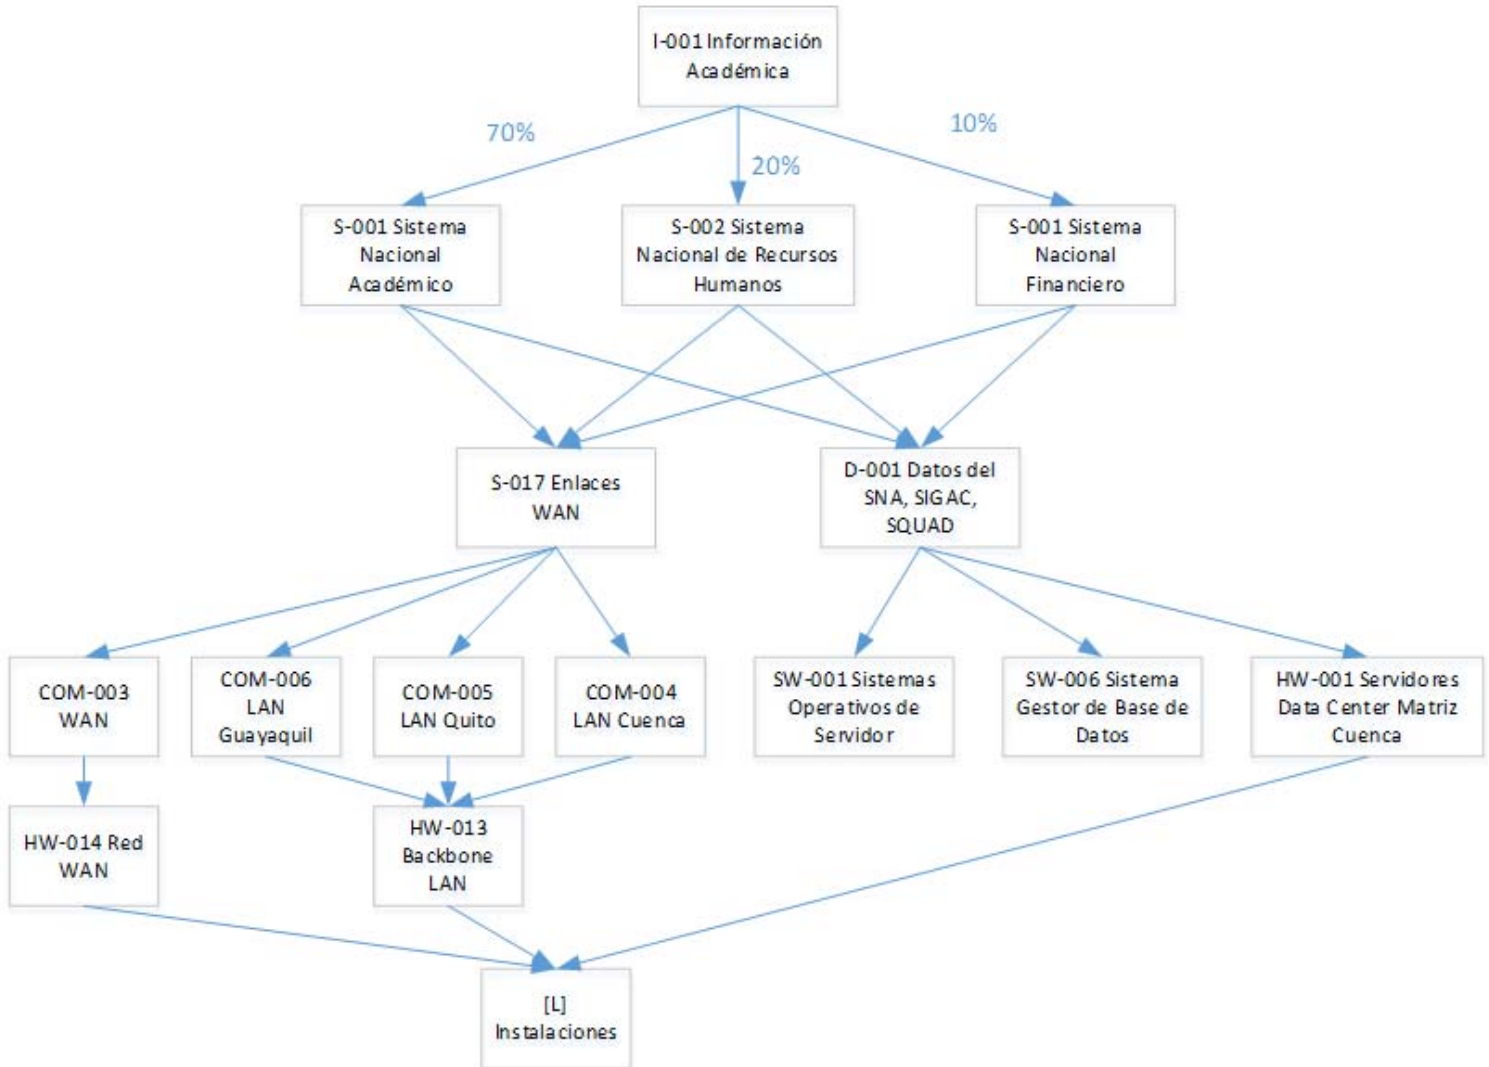 I-001 Información
Académica
70%
20%
10%
S-001 Sistema
Nacional
Académico
S-002 Sistema
Nacional de Recursos
Humanos
S-001 Sistema
Nacional
Financiero
S-017 Enlaces
WAN
D-001 Datos del
SNA, SIGAC,
SQUAD
COM-003
WAN
COM-006
LAN
Guayaquil
COM-005
LAN Quito
COM-004
LAN Cuenca
SW-001 Sistemas
Operativos de
Servidor
SW-006 Sistema
Gestor de Base de
Datos
HW-001 Servidores
Data Center Matriz
Cuenca
HW-014 Red
WAN
HW-013
Backbone
LAN
[L]
Instalaciones